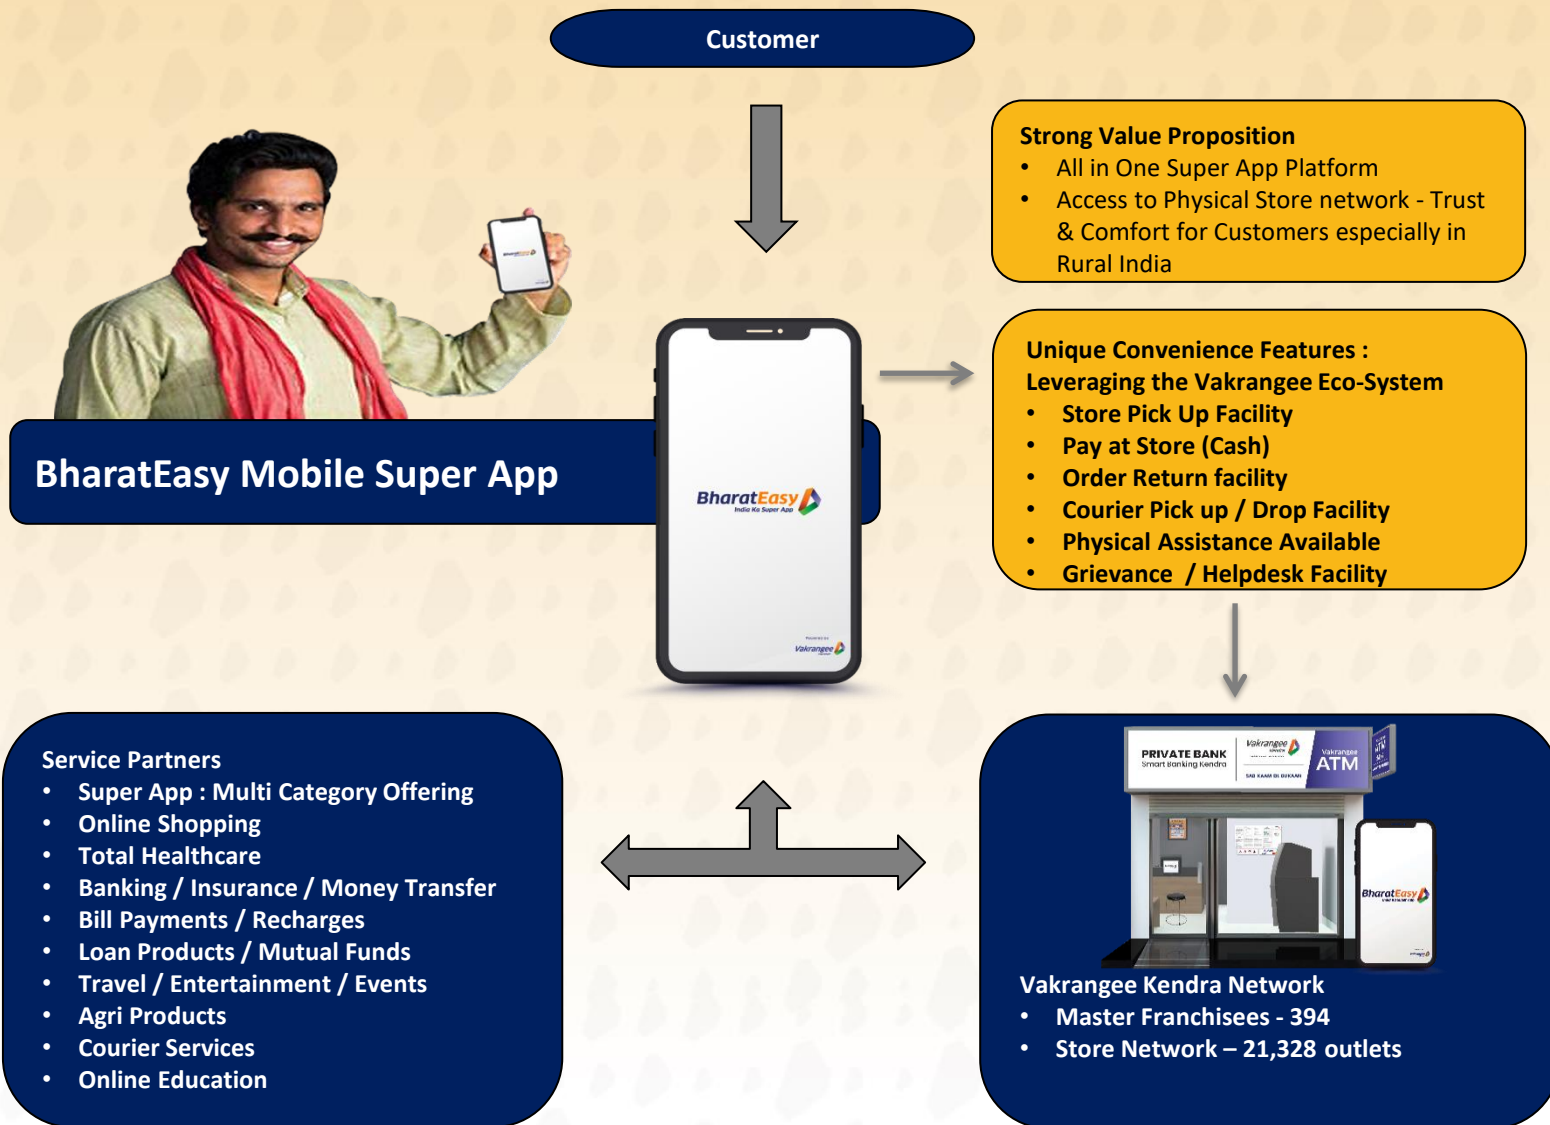 Customer
Strong Value Proposition
• All in One Super App Platform
• Access to Physical Store network - Trust
& Comfort for Customers especially in
Rural India
BharatEasy
Unique Convenience Features :
Leveraging the Vakrangee Eco-System
• Store Pick Up Facility
• Pay at Store (Cash)
• Order Return facility
• Courier Pick up / Drop Facility
• Physical Assistance Available
• Grievance / Helpdesk Facility
BharatEasy Mobile Super App
BharatEasy
India Ka Super App
Vakrangee
Service Partners
• Super App : Multi Category Offering
• Online Shopping
• Total Healthcare
• Banking / Insurance / Money Transfer
• Bill Payments / Recharges
• Loan Products / Mutual Funds
• Travel / Entertainment / Events
• Agri Products
• Courier Services
• Online Education
PRIVATE BANK
Smart Banking Kendra
Vakrangee
Vakrangee
ATM
BharatEasy
Vakrangee Kendra Network
• Master Franchisees - 394
• Store Network – 21,328 outlets